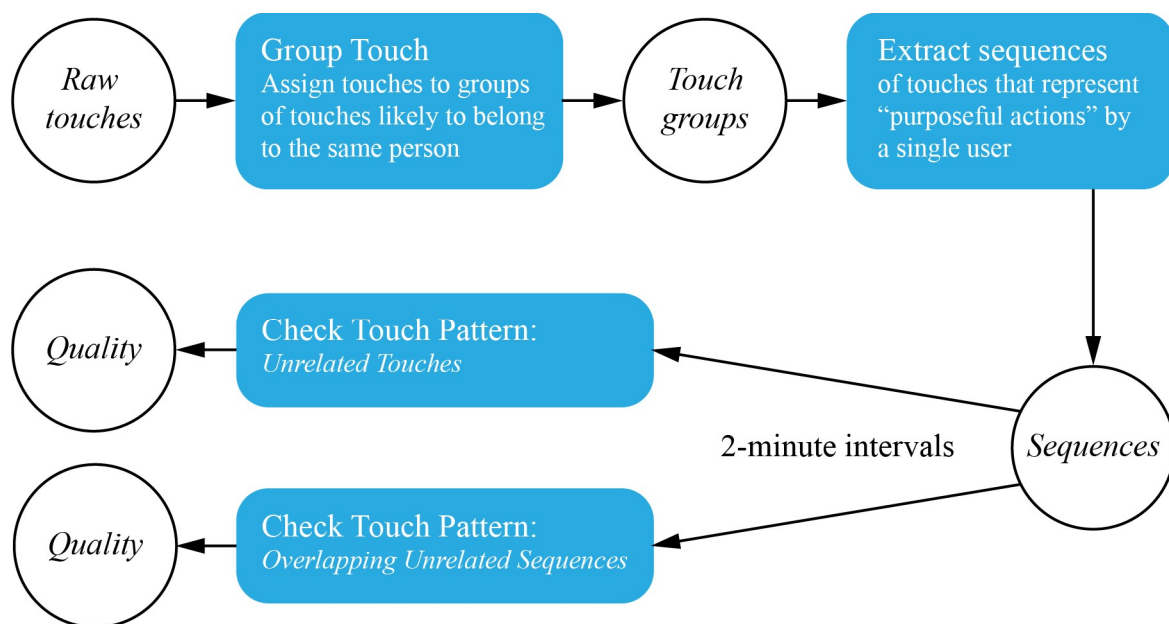 Raw
touches
Group Touch
Assign touches to groups
of touches likely to belong
to the same person
Touch
groups
Extract sequences
of touches that represent
“purposeful actions” by
a single user
Quality
Check Touch Pattern:
Unrelated Touches
2-minute intervals
Sequences
Quality
Check Touch Pattern:
Overlapping Unrelated Sequences